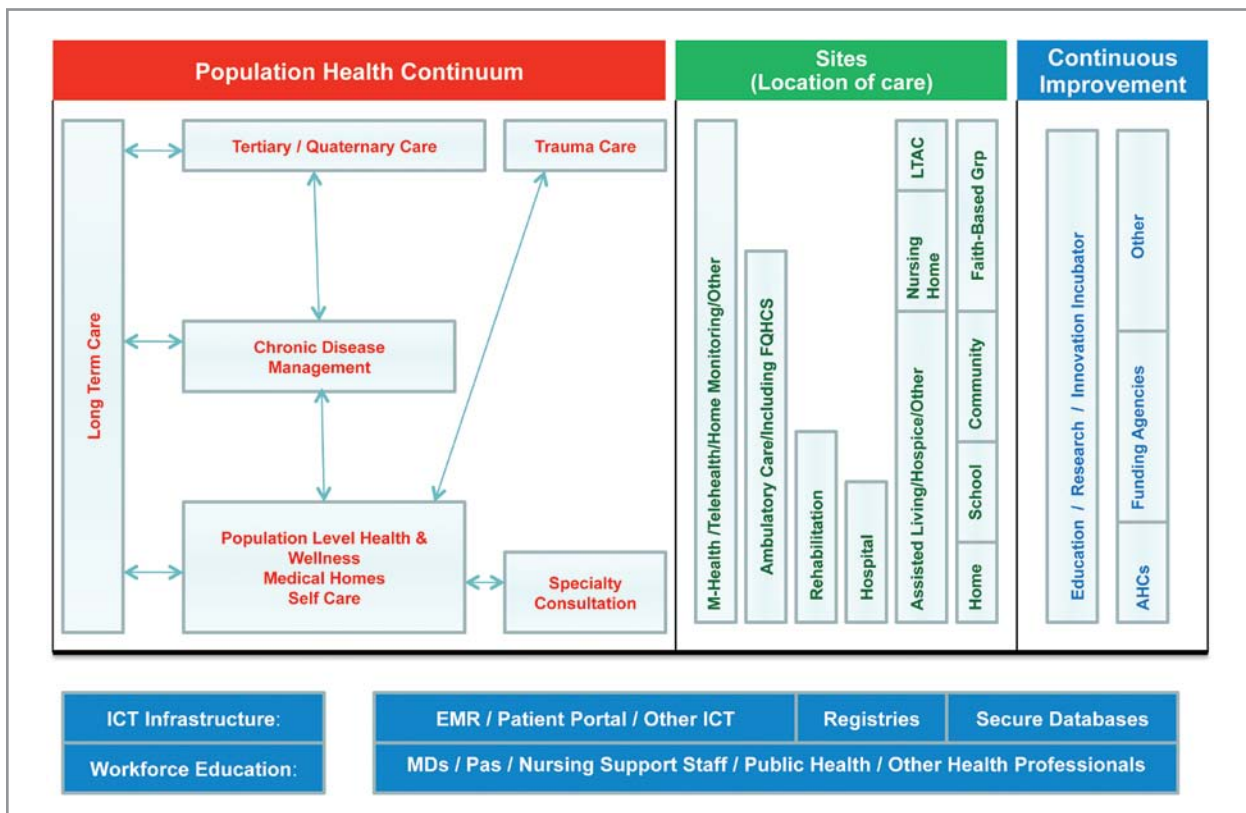 Population Health Continuum
Sites
(Location of care)
Continuous
Improvement
Long Term Care
Tertiary / Quaternary Care
Trauma Care
Chronic Disease
Management
Population Level Health &
Wellness
Medical Homes
Self Care
Specialty
Consultation
M-Health /Telehealth/Home Monitoring/Other
Ambulatory Care/Including FQHCS
Rehabilitation
Hospital
LTAC
Nursing
Home
Assisted Living/Hospice/Other
Faith-Based Grp
Community
School
Home
Education / Research / Innovation Incubator
Other
Funding Agencies
AHCs
ICT Infrastructure:
EMR / Patient Portal / Other ICT
Registries
Secure Databases
Workforce Education:
MDs / Pas / Nursing Support Staff / Public Health / Other Health Professionals